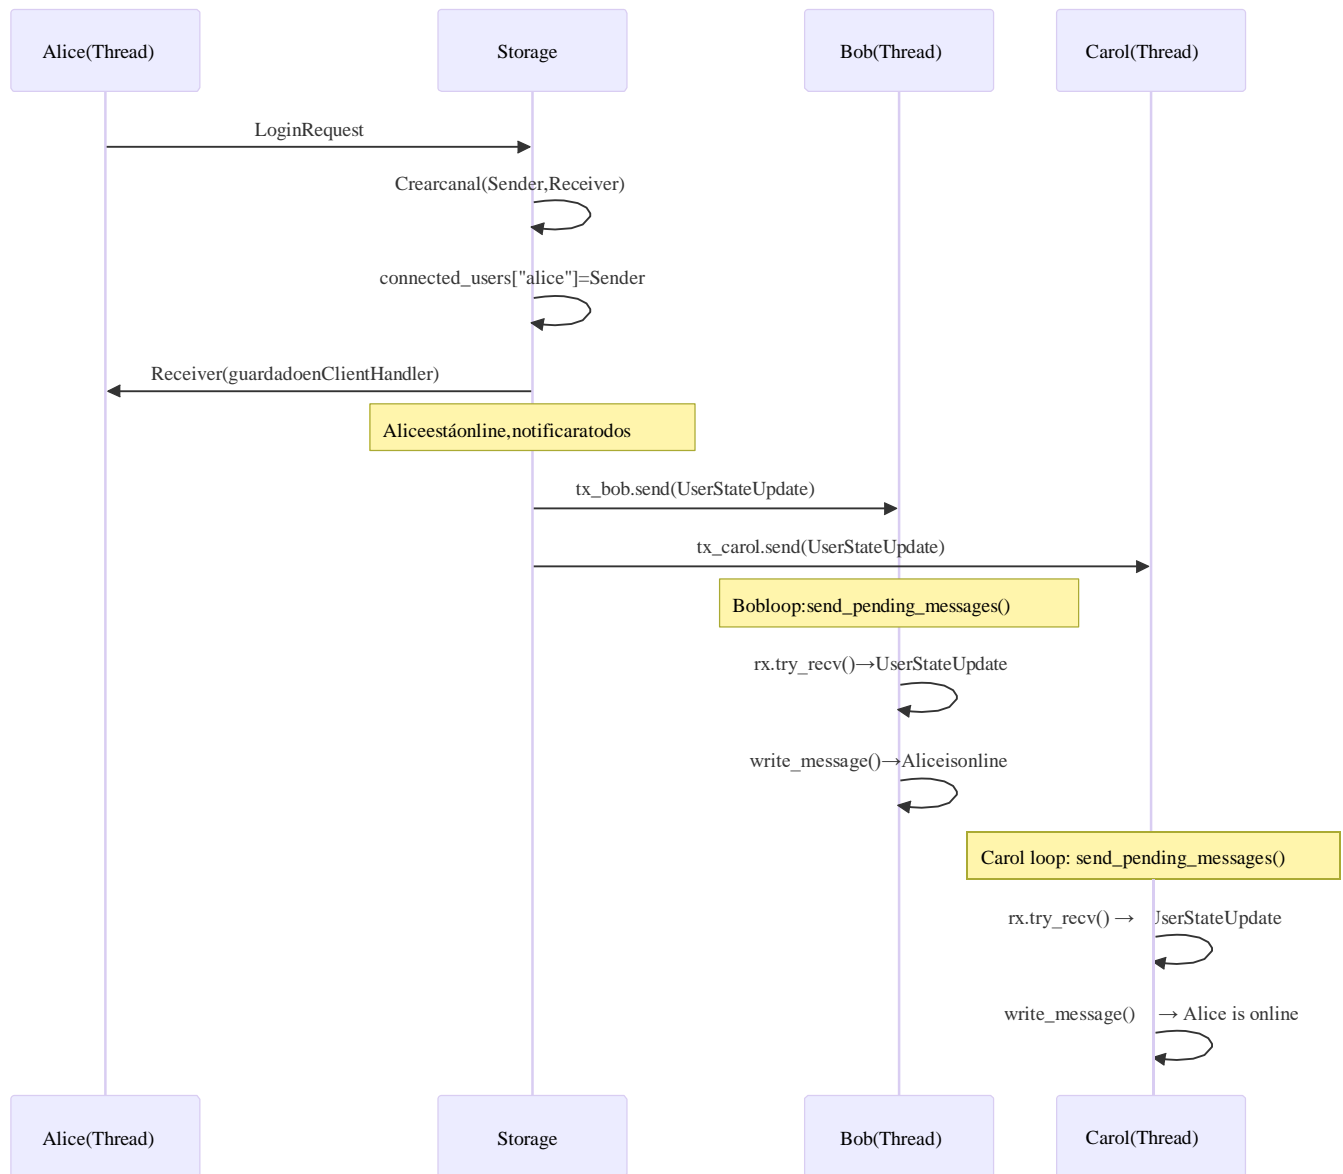 Alice(Thread)
Storage
Bob(Thread)
Carol(Thread)
LoginRequest
Crearcanal(Sender,Receiver)
connected_users["alice"]=Sender
Receiver(guardadoenClientHandler)
Aliceestáonline,notificaratodos
tx_bob.send(UserStateUpdate)
tx_carol.send(UserStateUpdate)
Bobloop:send_pending_messages()
rx.try_recv()→UserStateUpdate
write_message()→Aliceisonline
Carol loop: send_pending_messages()
rx.try_recv() → UserStateUpdate
write_message() → Alice is online
Alice(Thread)
Storage
Bob(Thread)
Carol(Thread)